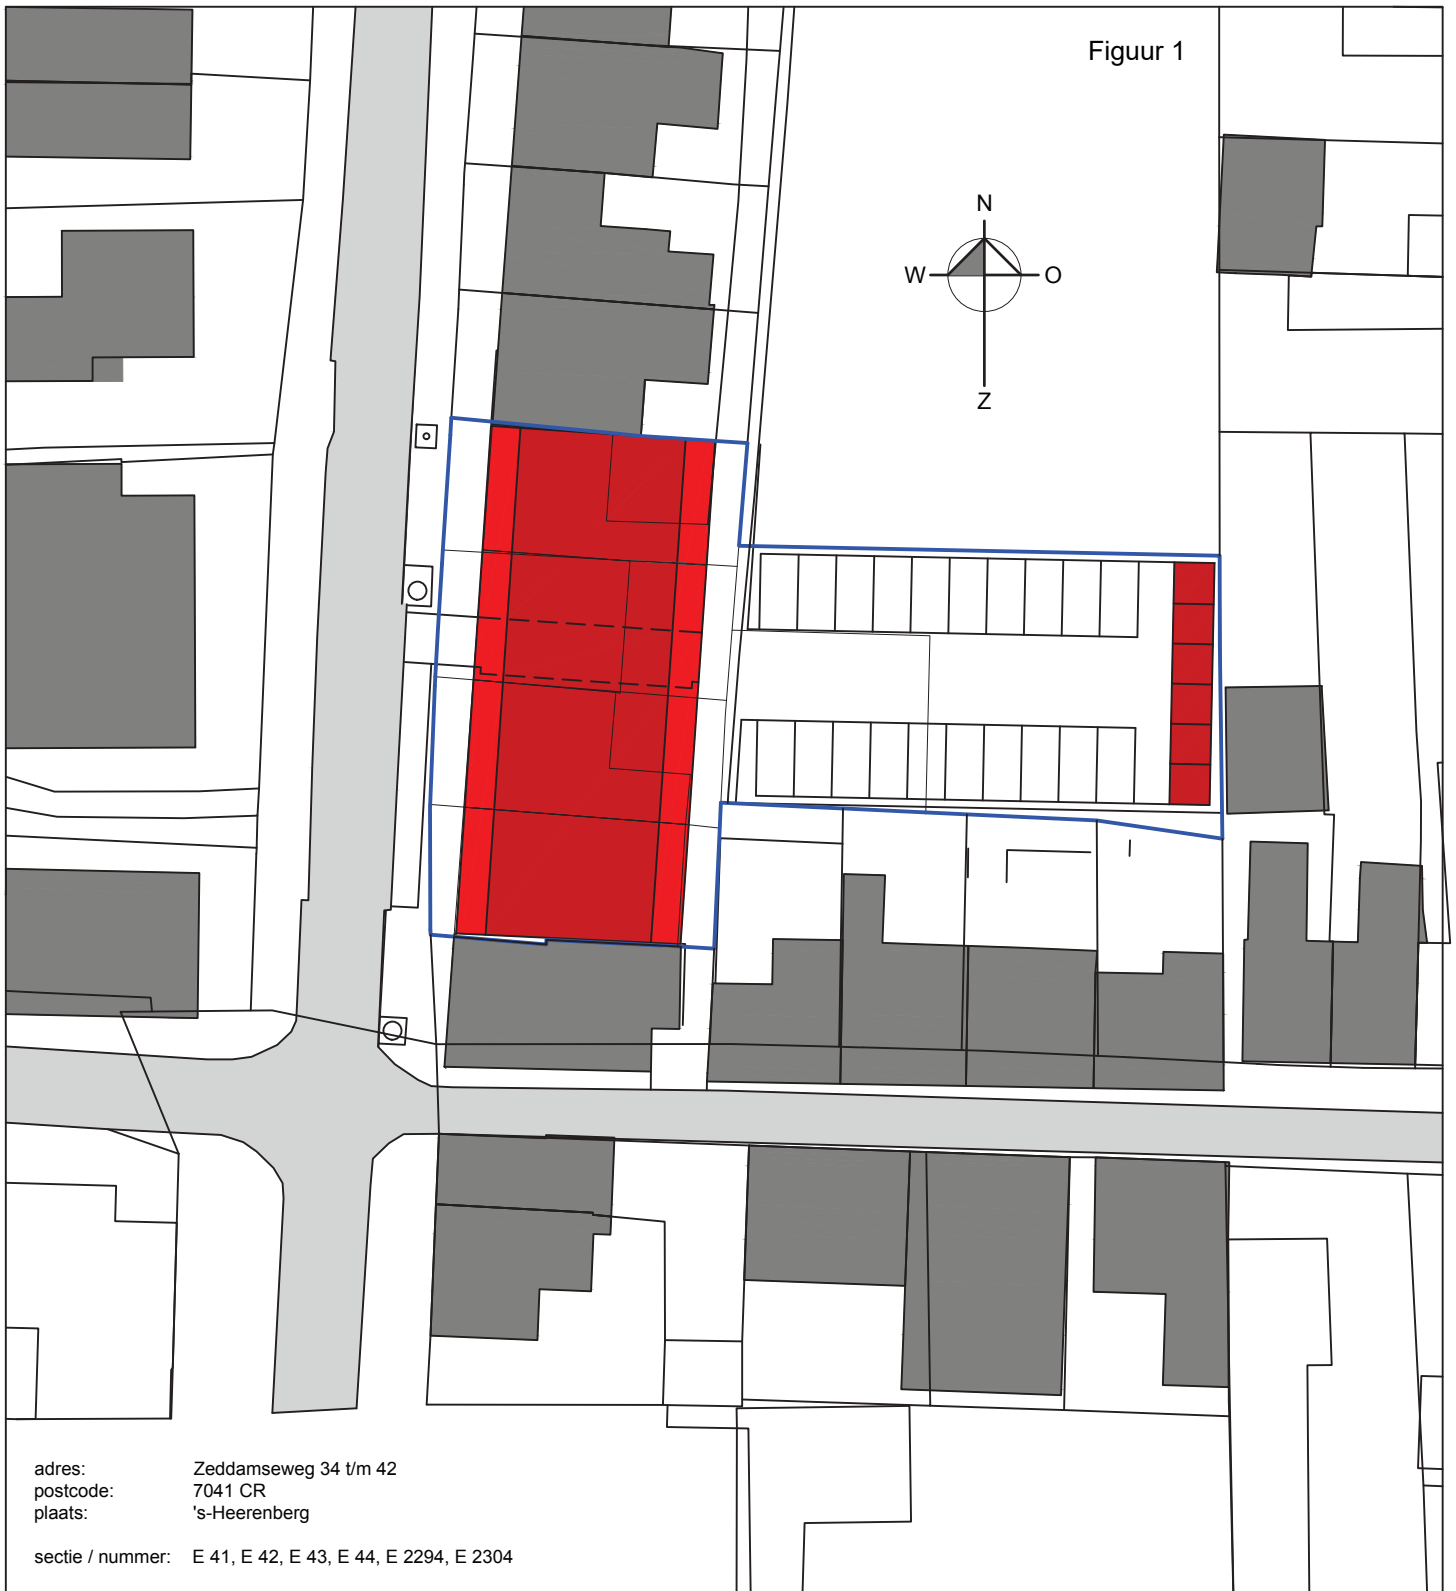 Figuur 1
N
W O
Z
adres: Zeddamseweg 34 t/m 42
postcode: 7041 CR
plaats: 's-Heerenberg
sectie / nummer: E 41, E 42, E 43, E 44, E 2294, E 2304